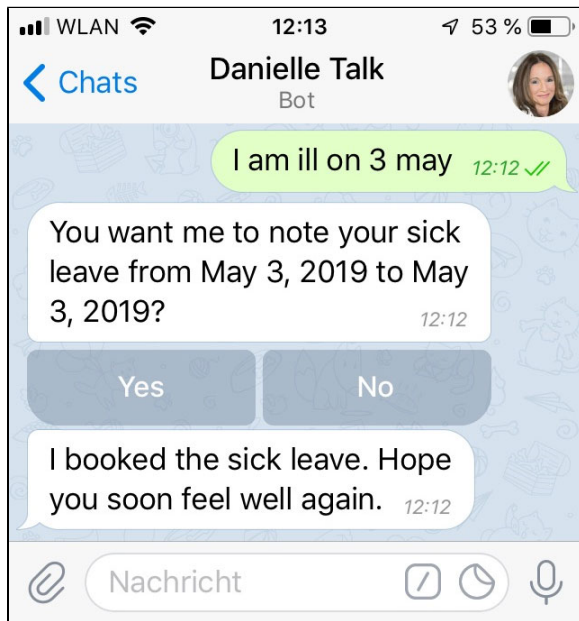 WLAN 12:13 53 %
Chats Danielle Talk
Bot
I am ill on 3 may 12:12
You want me to note your sick
leave from May 3, 2019 to May
3, 2019?
12:12
Yes No
I booked the sick leave. Hope
you soon feel well again. 12:12
Nachricht